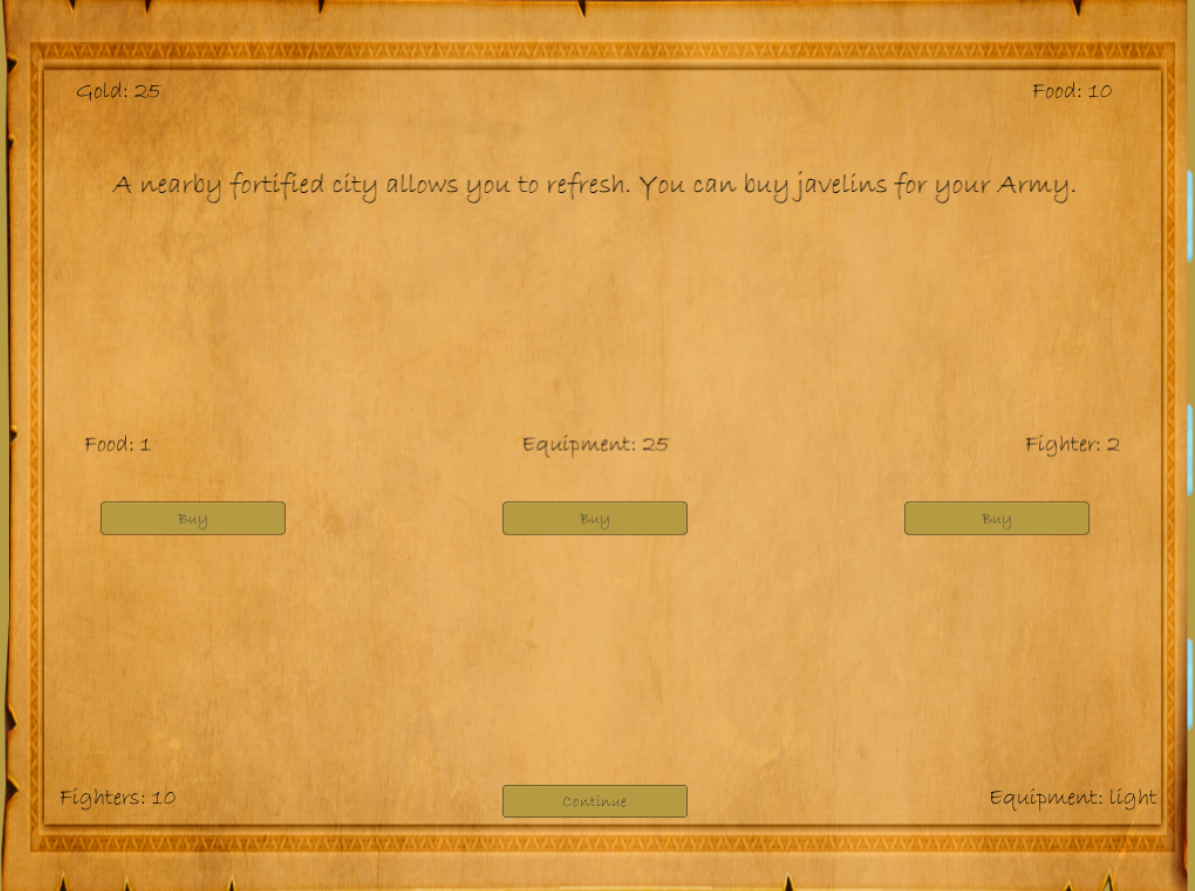 Gold: 25
Food: 10
A nearby fortified city allows you to refresh. You can buy javelins for your Army.
Food: 1
Equipment: 25
Fighter: 2
Buy
Buy
Buy
Fighters: 10
Continue
Equipment: light